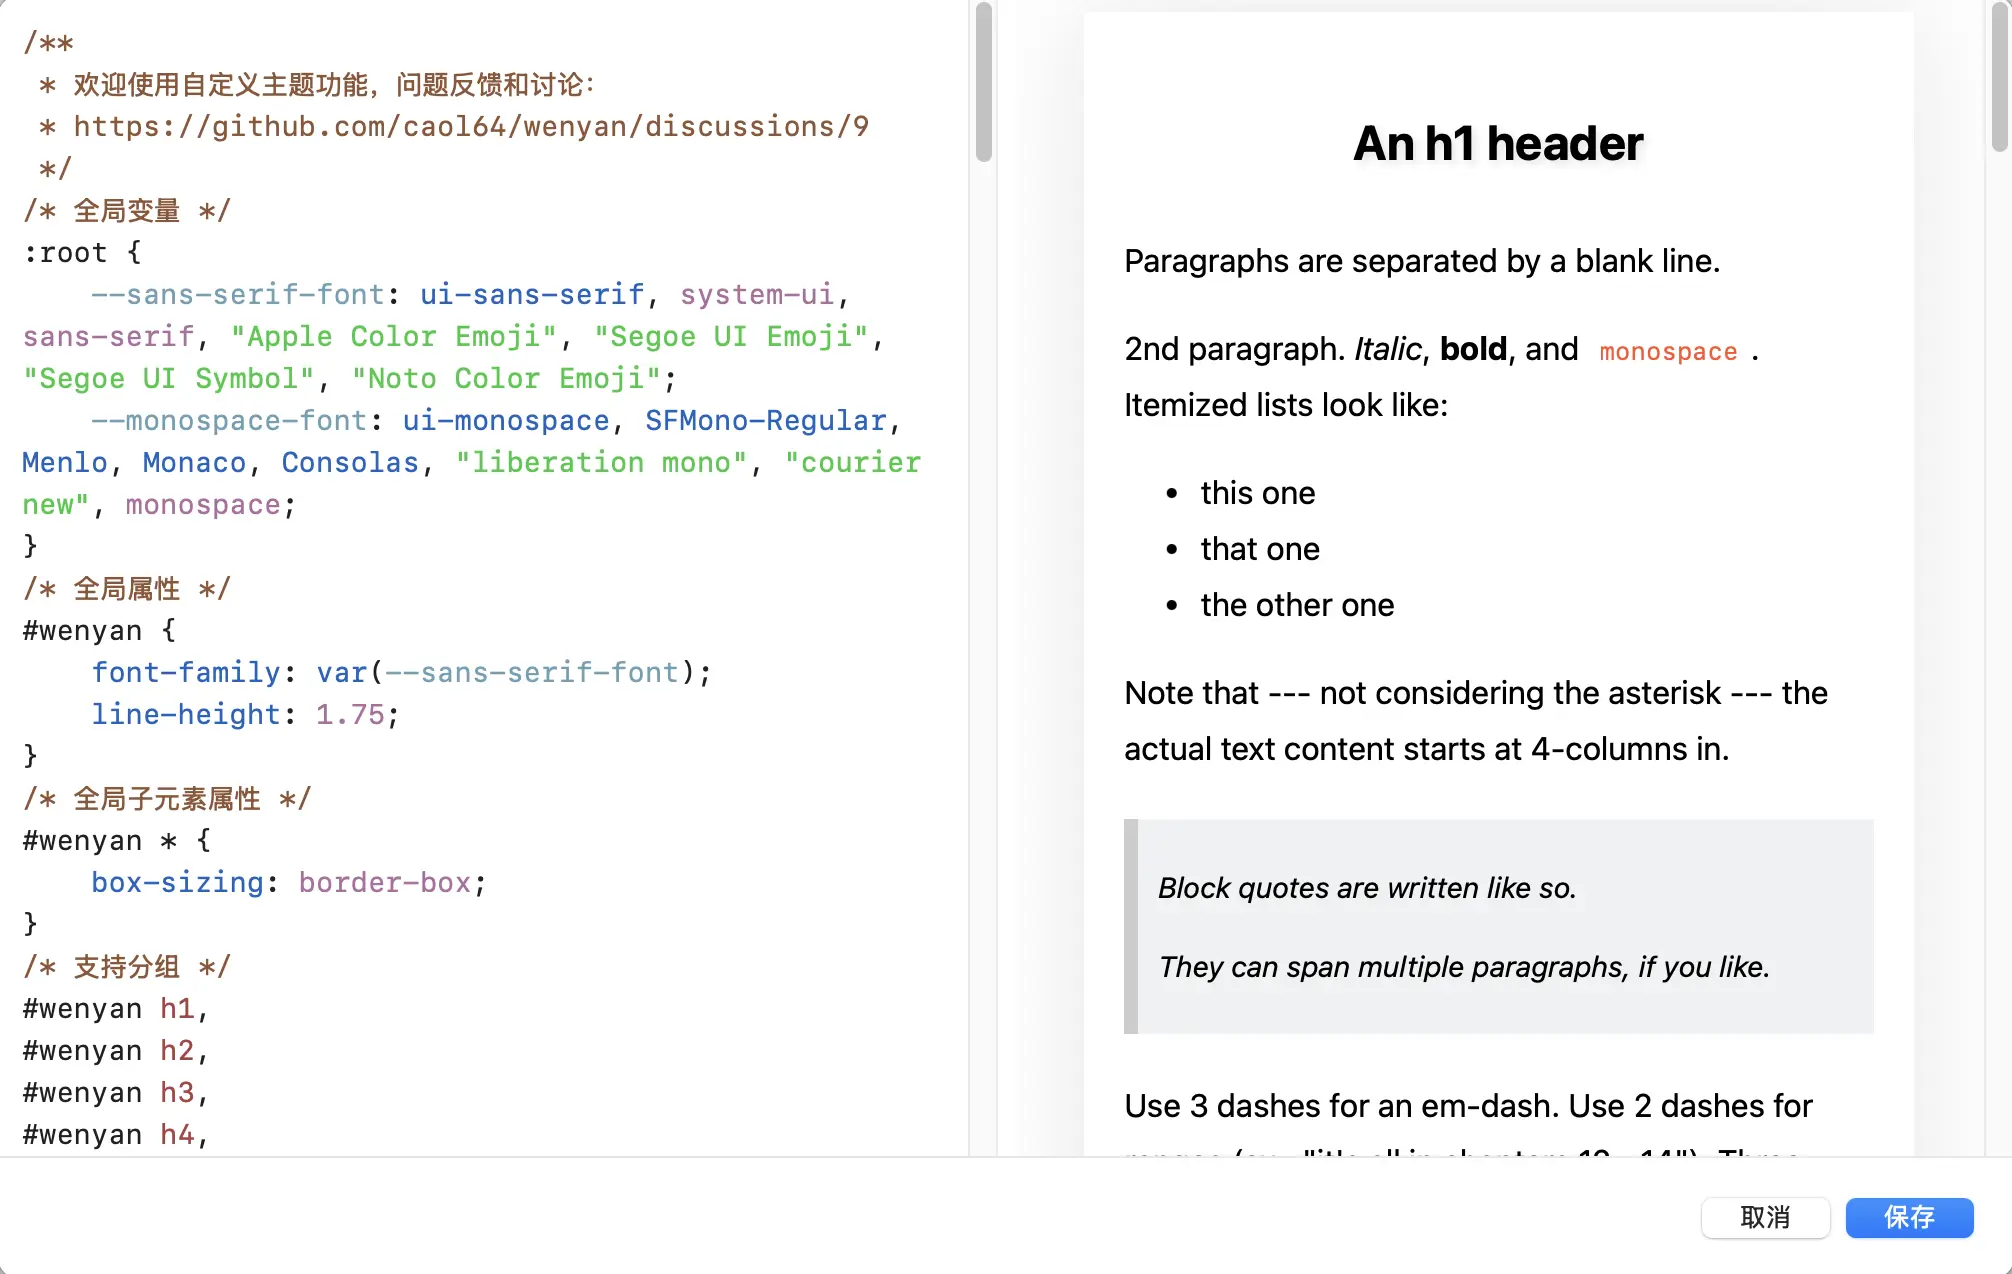 /**
 * 欢迎使用自定义主题功能，问题反馈和讨论：
 * https://github.com/caol64/wenyan/discussions/9
 */
/* 全局变量 */
:root {
    --sans-serif-font: ui-sans-serif, system-ui,
sans-serif, "Apple Color Emoji", "Segoe UI Emoji",
"Segoe UI Symbol", "Noto Color Emoji";
    --monospace-font: ui-monospace, SFMono-Regular,
Menlo, Monaco, Consolas, "liberation mono", "courier
new", monospace;
}
/* 全局属性 */
#wenyan {
    font-family: var(--sans-serif-font);
    line-height: 1.75;
}
/* 全局子元素属性 */
#wenyan * {
    box-sizing: border-box;
}
/* 支持分组 */
#wenyan h1,
#wenyan h2,
#wenyan h3,
#wenyan h4,
An h1 header
Paragraphs are separated by a blank line.
2nd paragraph. Italic, bold, and monospace .
Itemized lists look like:
• this one
• that one
• the other one
Note that --- not considering the asterisk --- the
actual text content starts at 4-columns in.
Block quotes are written like so.
They can span multiple paragraphs, if you like.
Use 3 dashes for an em-dash. Use 2 dashes for
取消
保存